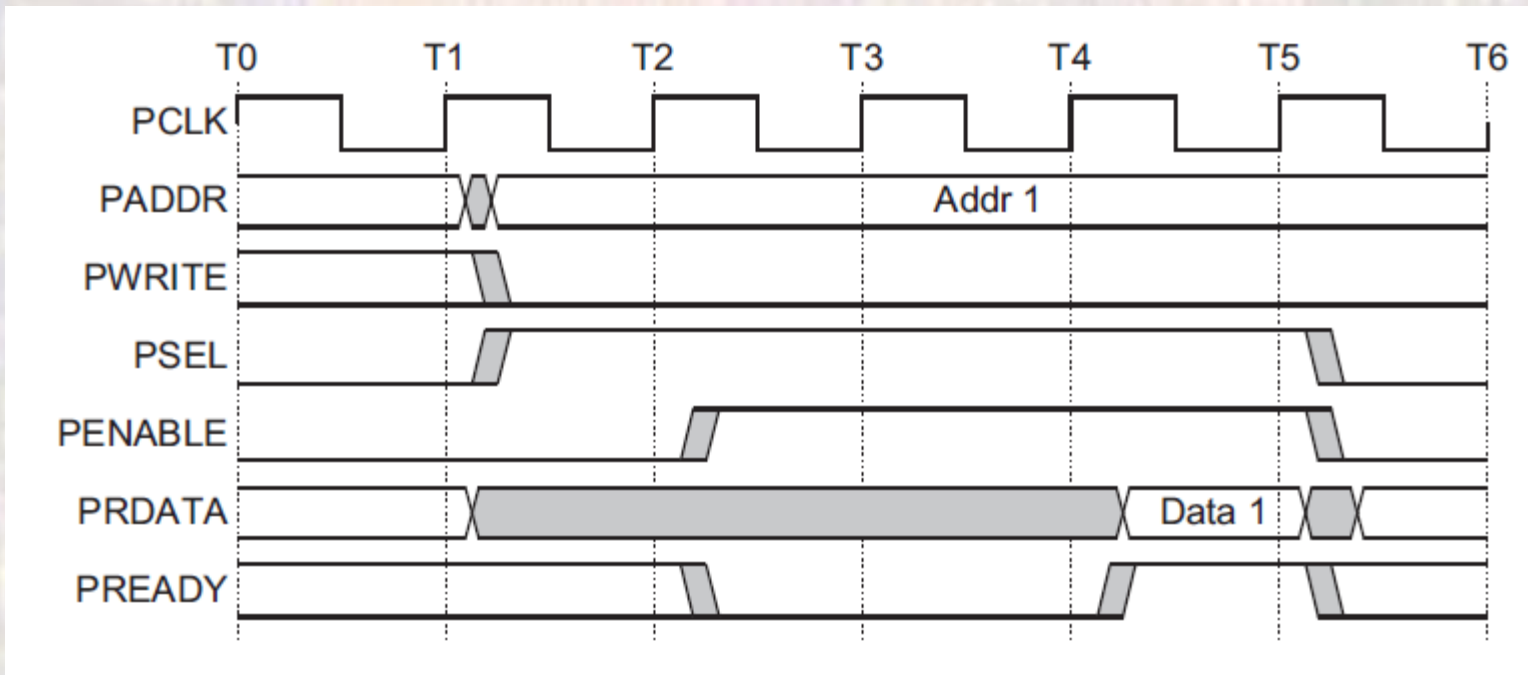 T0 T1 T2 T3 T4 T5 T6
PCLK
PADDR Addr 1
PWRITE
PSEL
PENABLE
PRDATA Data 1
PREADY